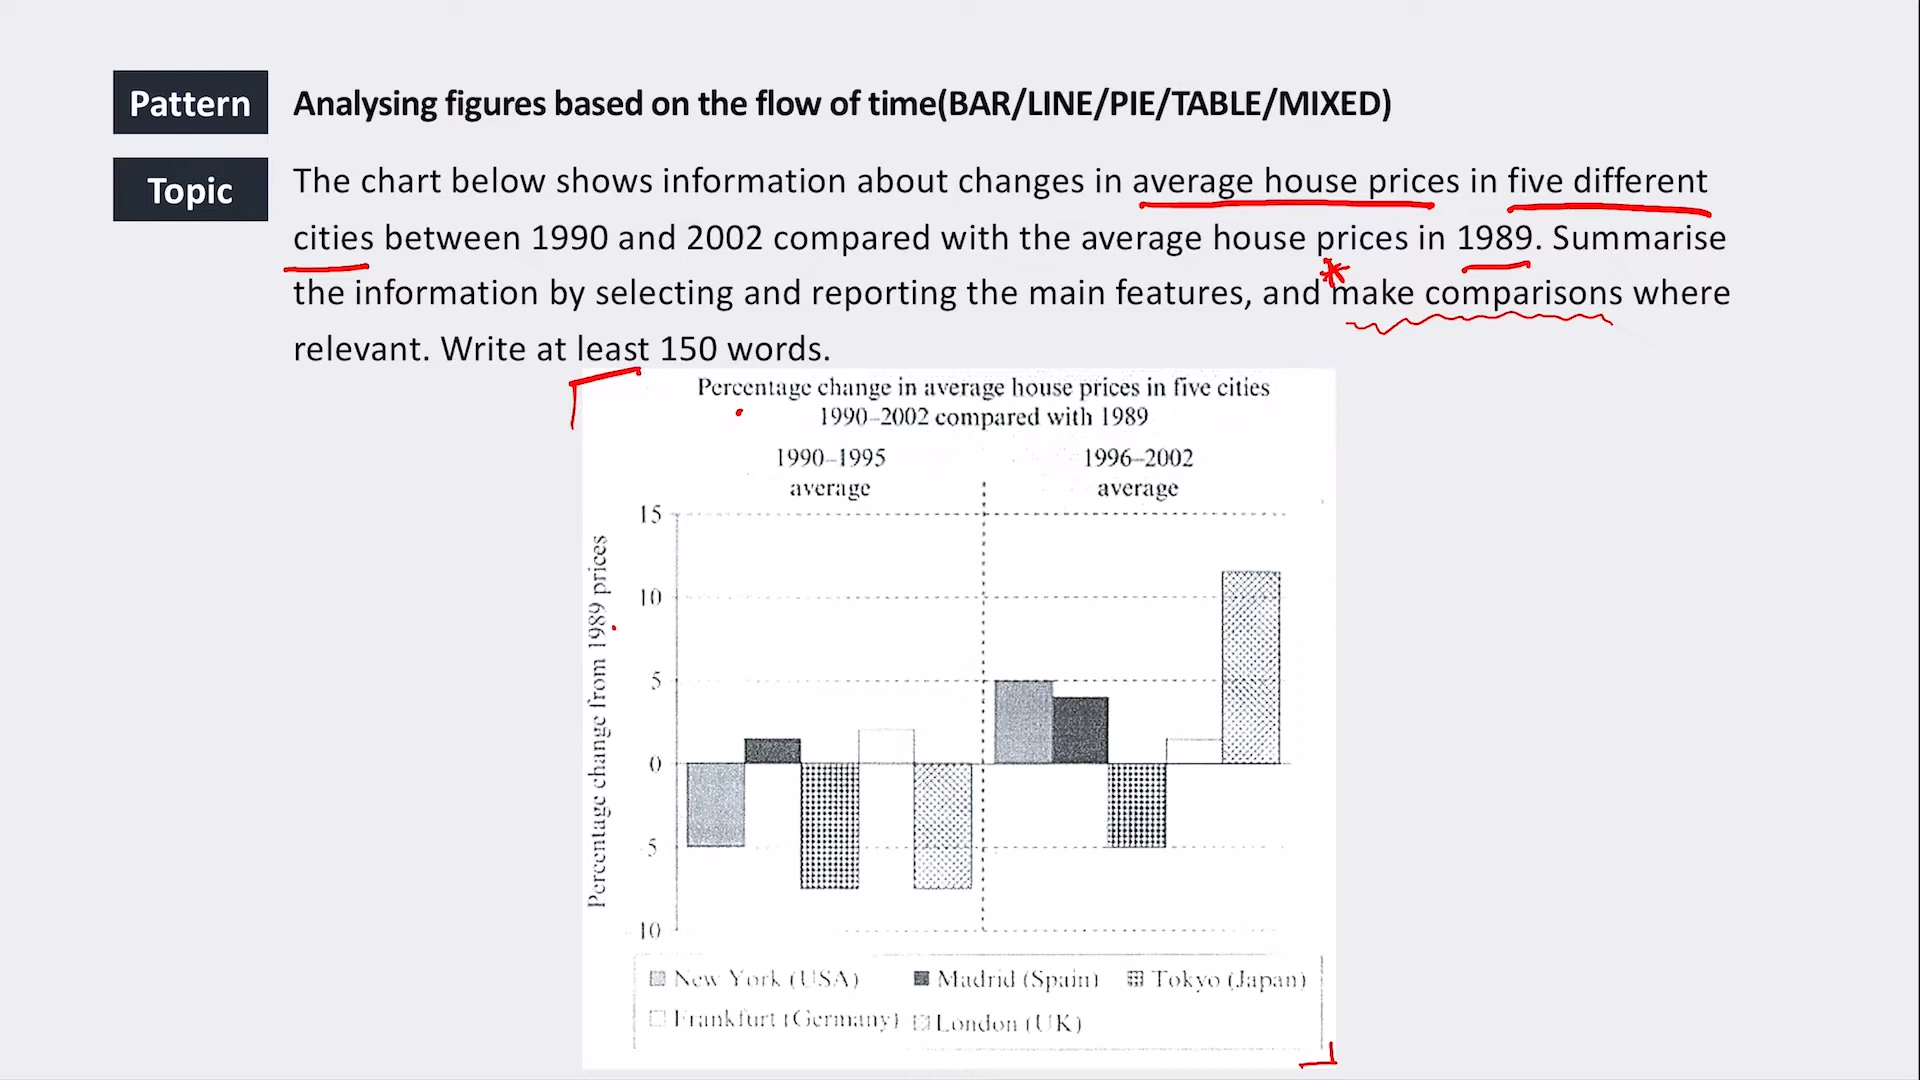 Pattern
Analysing figures based on the flow of time(BAR/LINE/PIE/TABLE/MIXED)
Topic
The chart below shows information about changes in average house prices in five different
cities between 1990 and 2002 compared with the average house prices in 1989. Summarise
the information by selecting and reporting the main features, and make comparisons where
relevant. Write at least 150 words.
Percentage change in average house prices in five cities
1990–2002 compared with 1989
1990–1995
average
1996–2002
average
Percentage change from 1989 prices
15
10
5
0
5
10
New York (USA)
Madrid (Spain)
Tokyo (Japan)
Frankfurt (Germany)
London (UK)